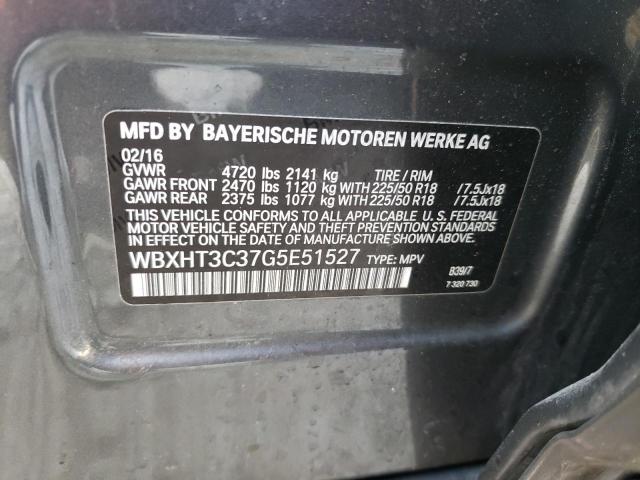 MFD BY BAYERISCHE MOTOREN WERKE AG
02/16
GVWR 4720 lbs 2141 kg TIRE / RIM
GAWR FRONT 2470 lbs 1120 kg WITH 225/50 R18 /7.5Jx18
GAWR REAR 2375 lbs 1077 kg WITH 225/50 R18 /7.5Jx18
THIS VEHICLE CONFORMS TO ALL APPLICABLE U. S. FEDERAL
MOTOR VEHICLE SAFETY AND THEFT PREVENTION STANDARDS
IN EFFECT ON THE DATE OF MANUFACTURE SHOWN ABOVE.
WBXHT3C37G5E51527 TYPE: MPV
B39/7
7 320 730